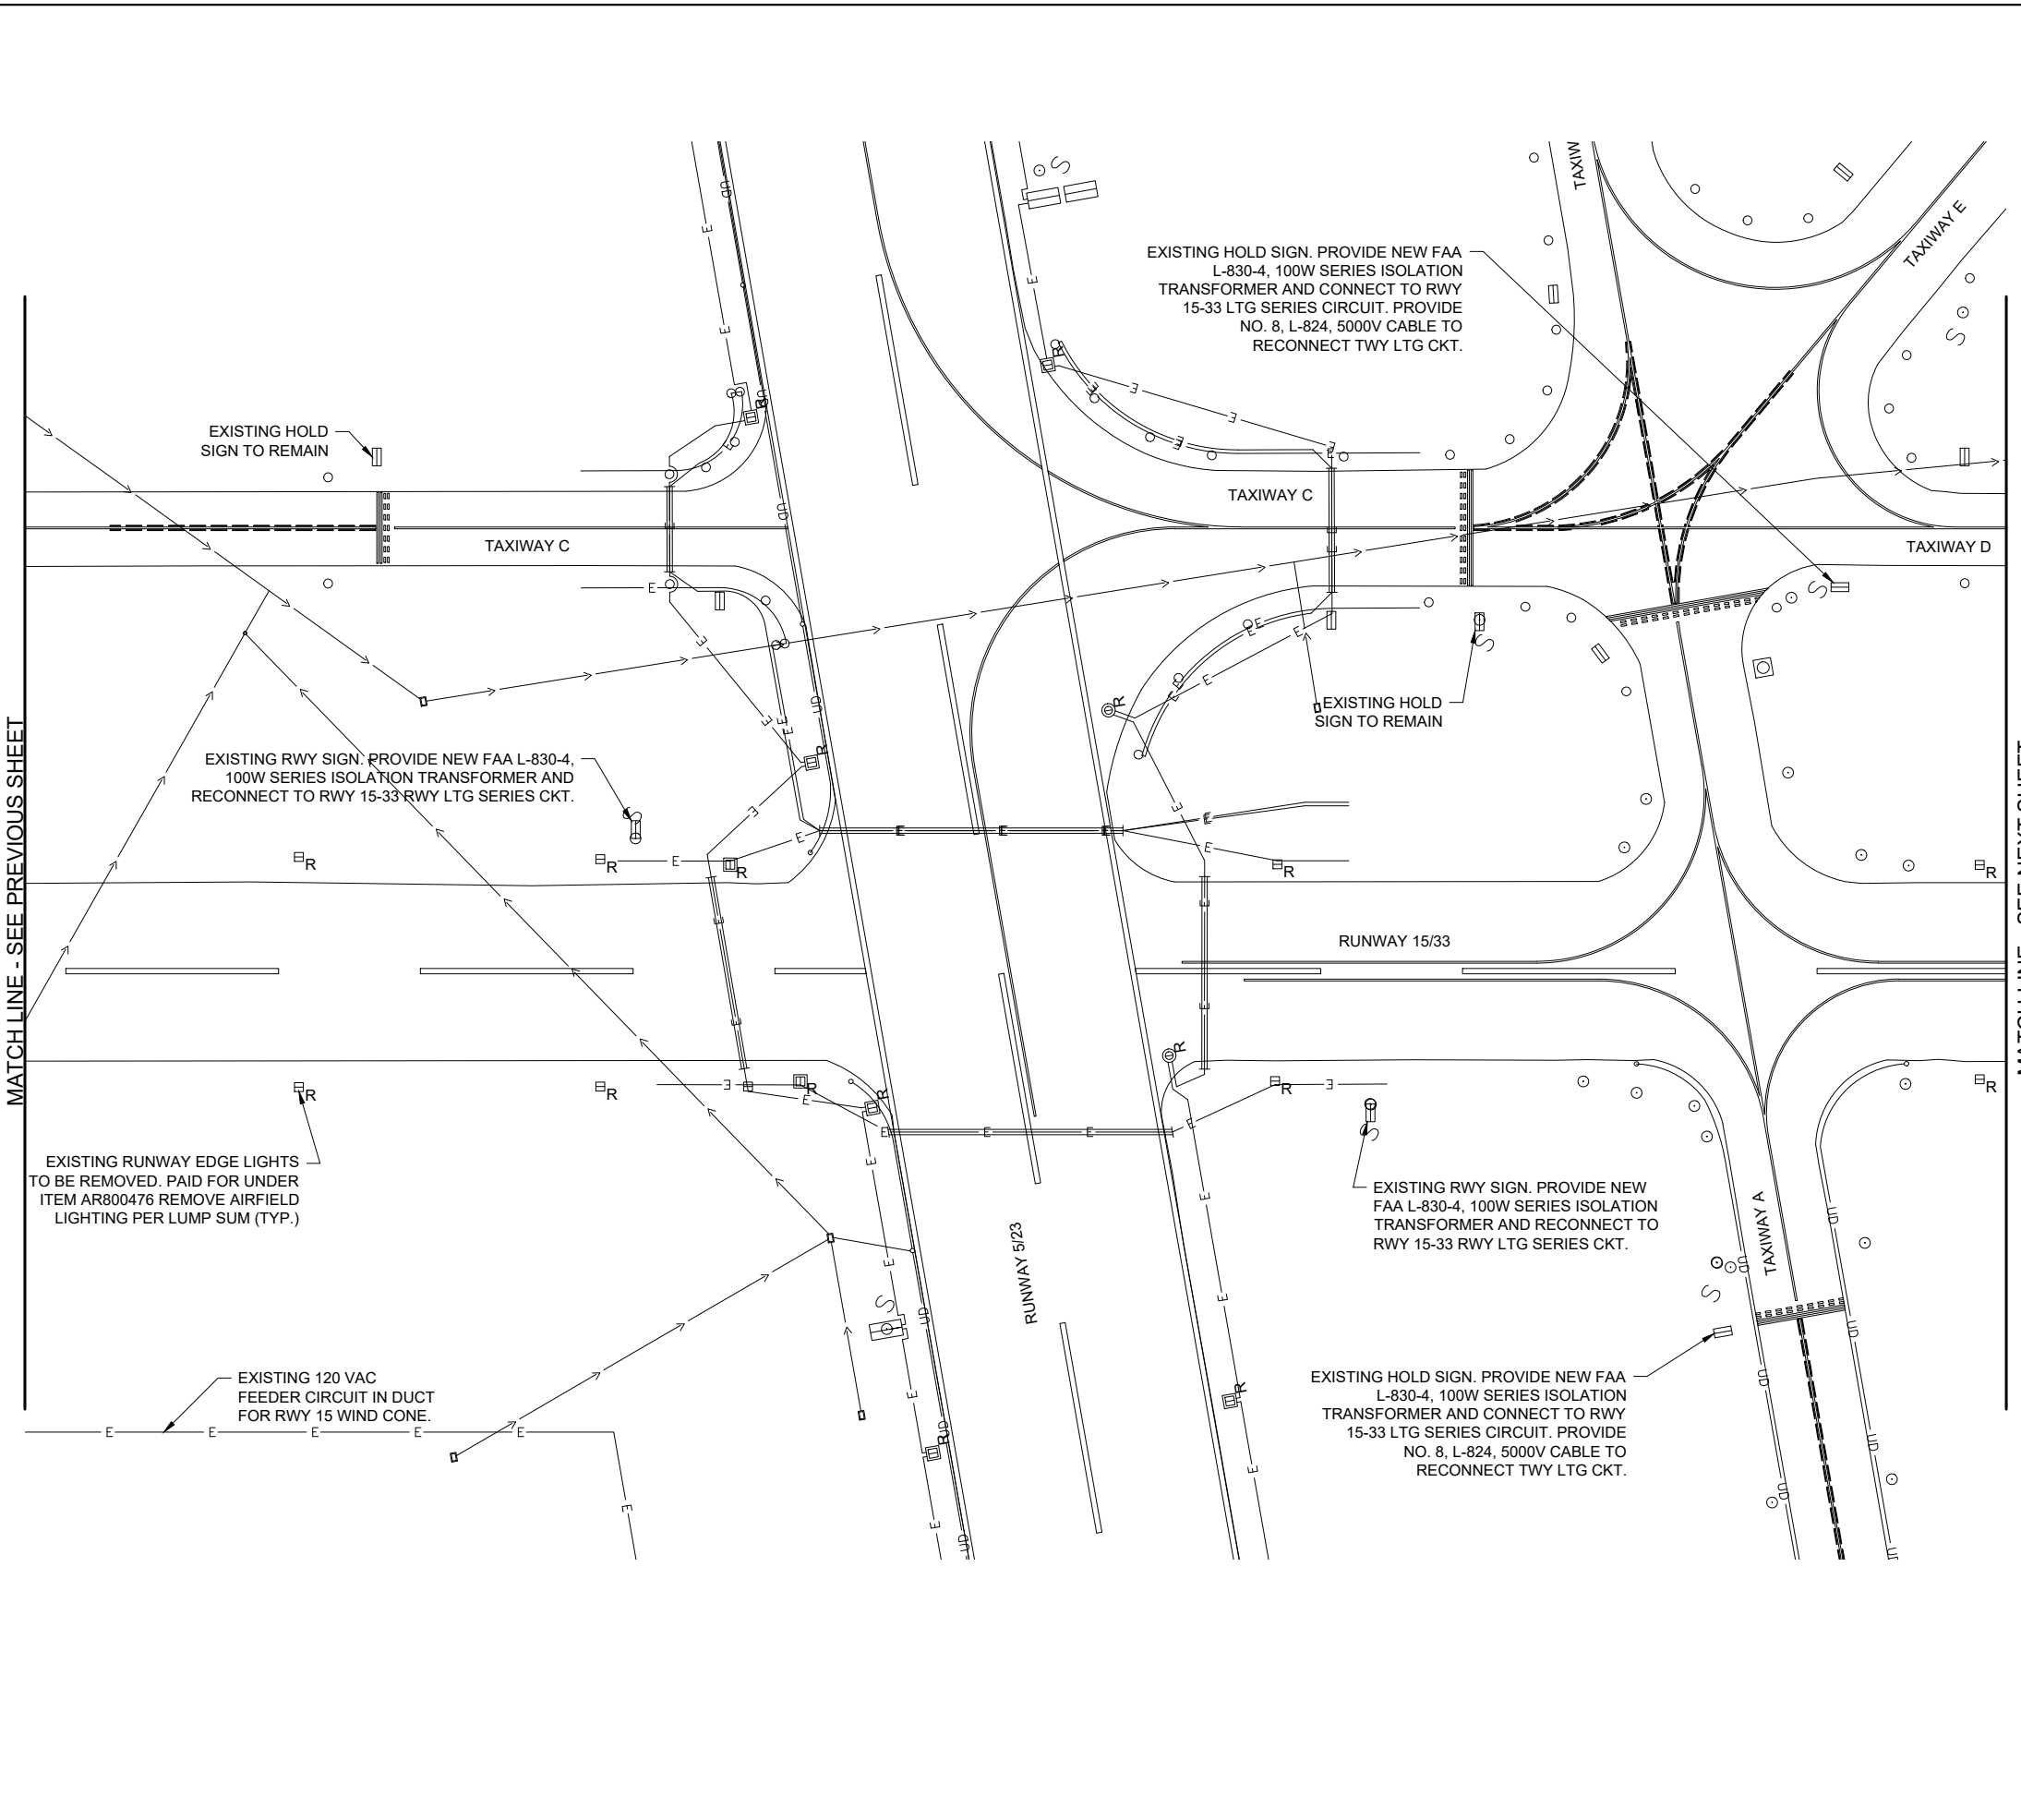 TAXIW
TAXIWAY E
EXISTING HOLD SIGN. PROVIDE NEW FAA
L-830-4, 100W SERIES ISOLATION
TRANSFORMER AND CONNECT TO RWY
15-33 LTG SERIES CIRCUIT. PROVIDE
NO. 8, L-824, 5000V CABLE TO
RECONNECT TWY LTG CKT.
EXISTING HOLD
SIGN TO REMAIN
TAXIWAY C
TAXIWAY C
TAXIWAY D
EXISTING HOLD
SIGN TO REMAIN
EXISTING RWY SIGN. PROVIDE NEW FAA L-830-4,
100W SERIES ISOLATION TRANSFORMER AND
RECONNECT TO RWY 15-33 RWY LTG SERIES CKT.
MATCH LINE - SEE PREVIOUS SHEET
MATCH LINE - SEE NEXT SHEET
RUNWAY 15/33
EXISTING RUNWAY EDGE LIGHTS
TO BE REMOVED. PAID FOR UNDER
ITEM AR800476 REMOVE AIRFIELD
LIGHTING PER LUMP SUM (TYP.)
EXISTING RWY SIGN. PROVIDE NEW
FAA L-830-4, 100W SERIES ISOLATION
TRANSFORMER AND RECONNECT TO
RWY 15-33 RWY LTG SERIES CKT.
RUNWAY 5/23
TAXIWAY A
EXISTING 120 VAC
FEEDER CIRCUIT IN DUCT
FOR RWY 15 WIND CONE.
EXISTING HOLD SIGN. PROVIDE NEW FAA
L-830-4, 100W SERIES ISOLATION
TRANSFORMER AND CONNECT TO RWY
15-33 LTG SERIES CIRCUIT. PROVIDE
NO. 8, L-824, 5000V CABLE TO
RECONNECT TWY LTG CKT.